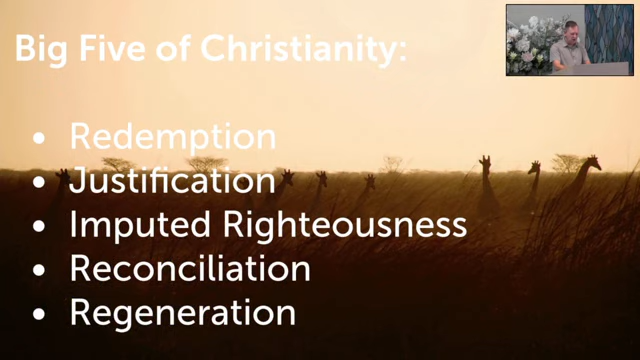 Big Five of Christianity:
• Redemption
• Justification
• Imputed Righteousness
• Reconciliation
• Regeneration